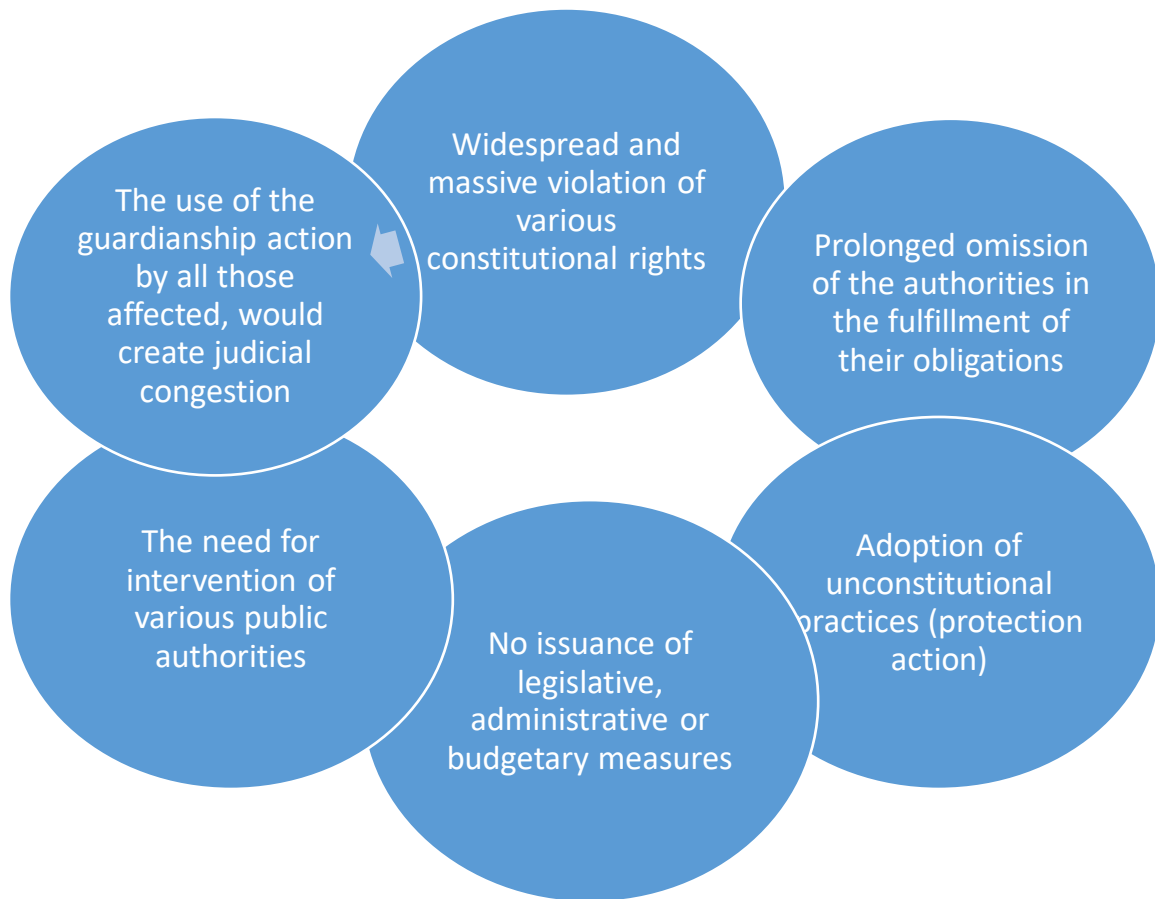 Widespread and
massive violation of
various
constitutional rights
Prolonged omission
of the authorities in
the fulfillment of
their obligations
Adoption of
unconstitutional
practices (protection
action)
No issuance of
legislative,
administrative or
budgetary measures
The need for
intervention of
various public
authorities
The use of the
guardianship action
by all those
affected, would
create judicial
congestion